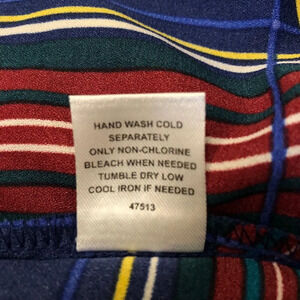 HAND WASH COLD
SEPARATELY
ONLY NON-CHLORINE
BLEACH WHEN NEEDED
TUMBLE DRY LOW
COOL IRON IF NEEDED
47513